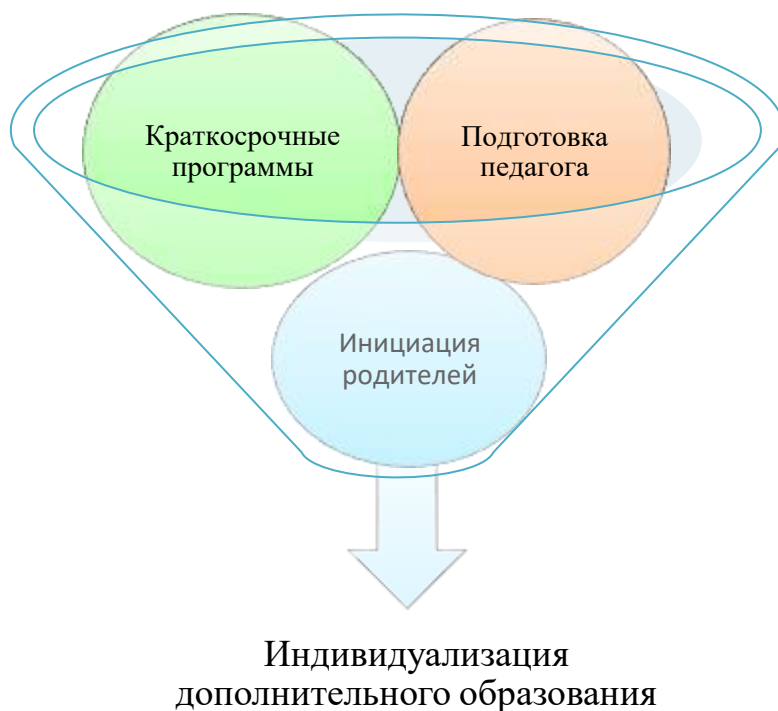 Краткосрочные
программы
Подготовка
педагога
Инициация
родителей
Индивидуализация
дополнительного образования